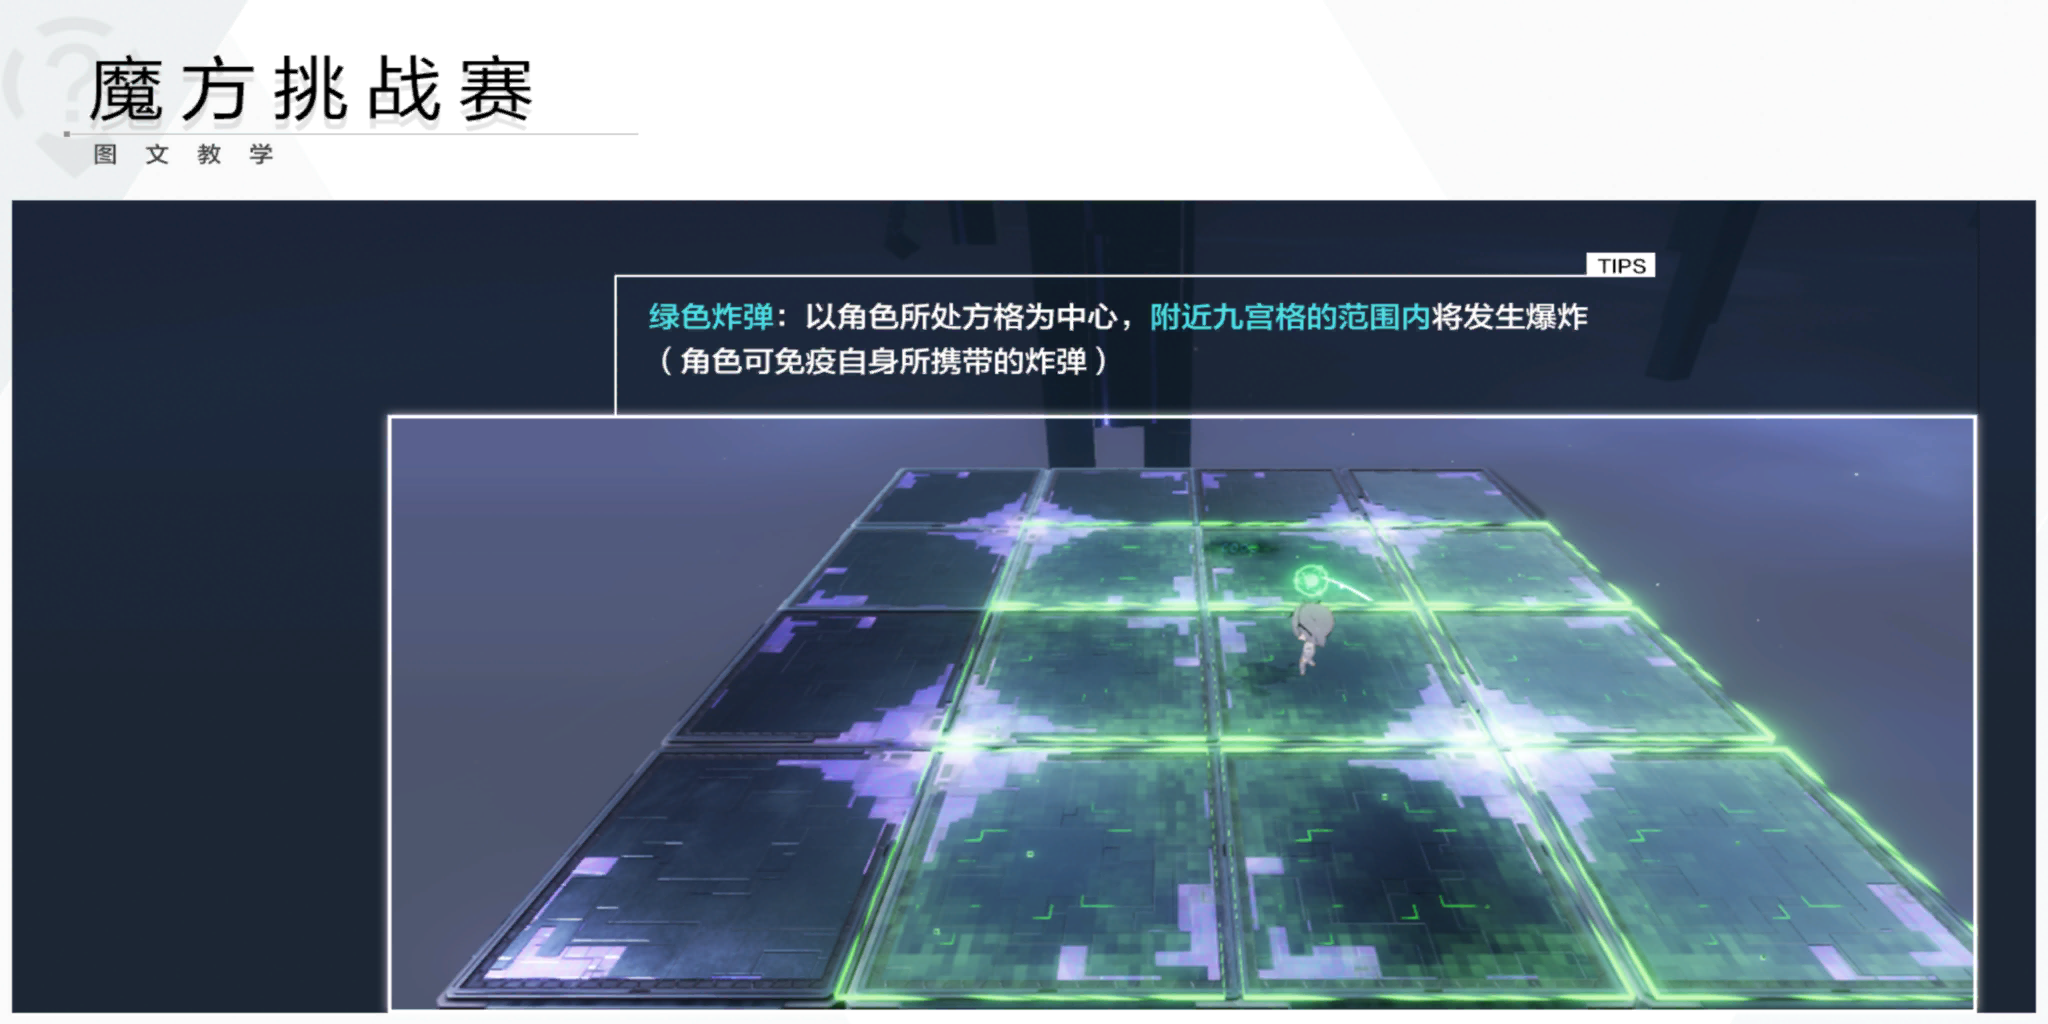 魔方挑战赛
图文教学
TIPS
绿色炸弹：以角色所处方格为中心，附近九宫格的范围内将发生爆炸
（角色可免疫自身所携带的炸弹）